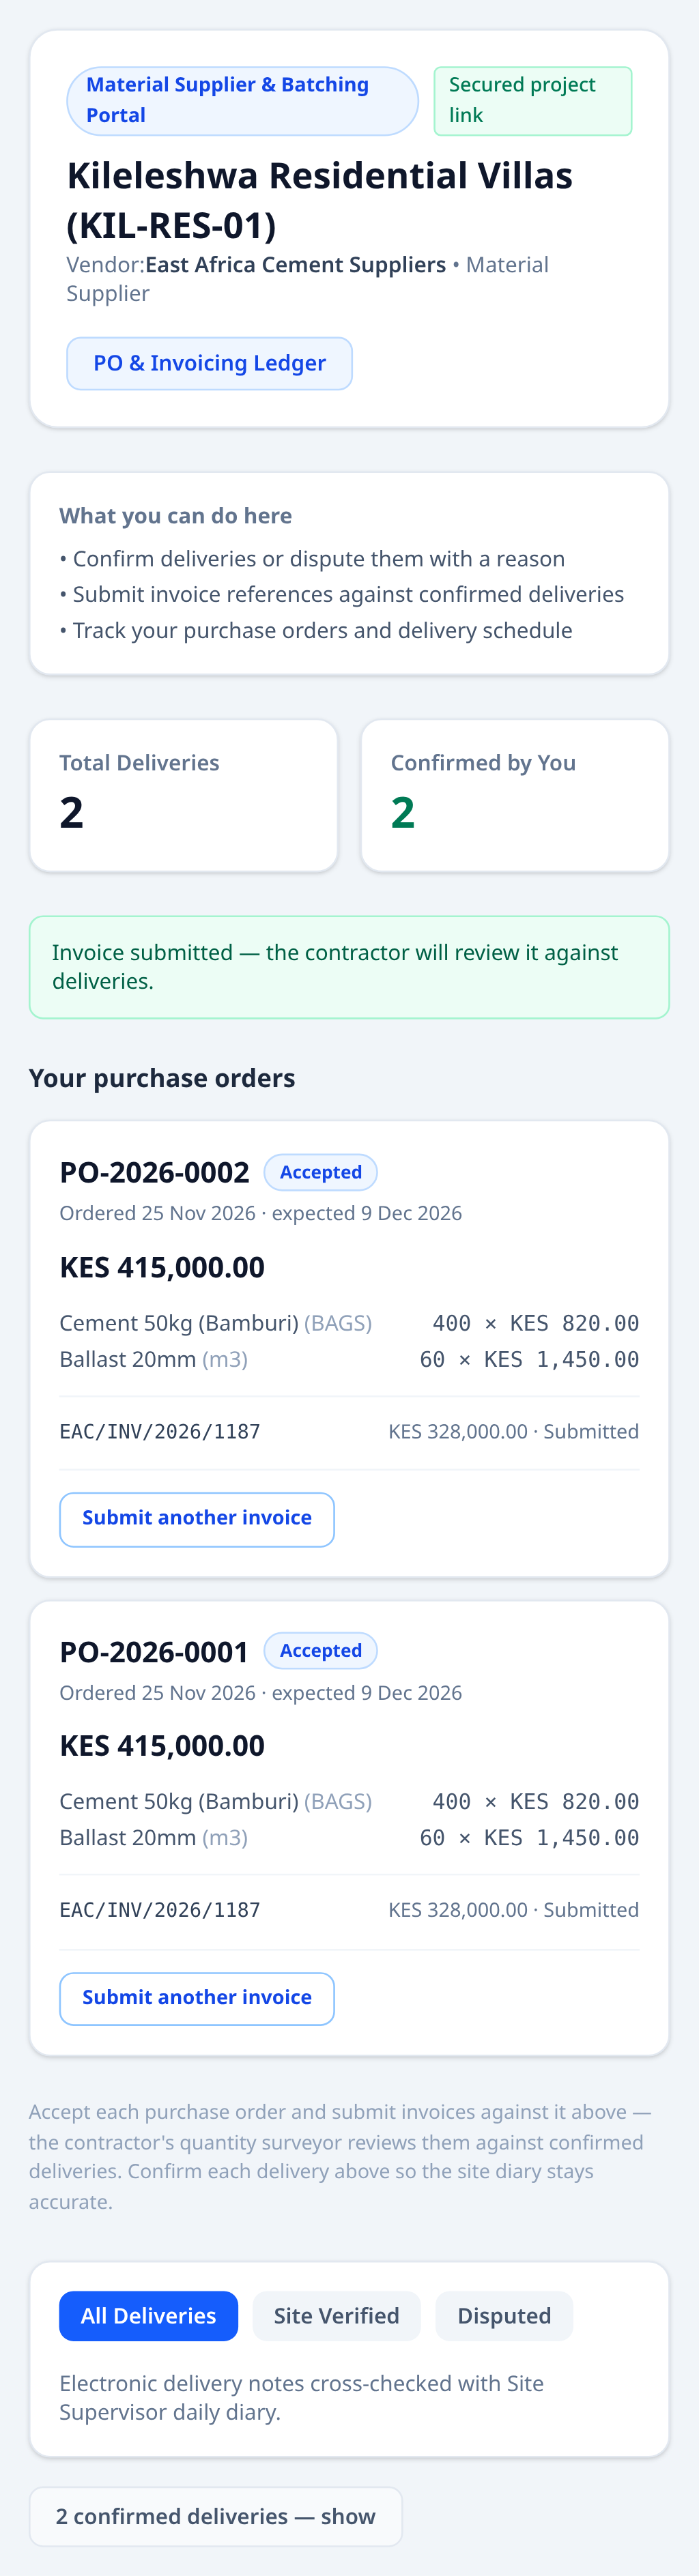 Material Supplier & Batching
Portal
Secured project
link
Kileleshwa Residential Villas
(KIL-RES-01)
Vendor:East Africa Cement Suppliers • Material
Supplier
PO & Invoicing Ledger
What you can do here
• Confirm deliveries or dispute them with a reason
• Submit invoice references against confirmed deliveries
• Track your purchase orders and delivery schedule
Total Deliveries
2
Confirmed by You
2
Invoice submitted — the contractor will review it against
deliveries.
Your purchase orders
PO-2026-0002 Accepted
Ordered 25 Nov 2026 · expected 9 Dec 2026
KES 415,000.00
Cement 50kg (Bamburi) (BAGS) 400 × KES 820.00
Ballast 20mm (m3) 60 × KES 1,450.00
EAC/INV/2026/1187 KES 328,000.00 · Submitted
Submit another invoice
PO-2026-0001 Accepted
Ordered 25 Nov 2026 · expected 9 Dec 2026
KES 415,000.00
Cement 50kg (Bamburi) (BAGS) 400 × KES 820.00
Ballast 20mm (m3) 60 × KES 1,450.00
EAC/INV/2026/1187 KES 328,000.00 · Submitted
Submit another invoice
Accept each purchase order and submit invoices against it above —
the contractor's quantity surveyor reviews them against confirmed
deliveries. Confirm each delivery above so the site diary stays
accurate.
All Deliveries Site Verified Disputed
Electronic delivery notes cross-checked with Site
Supervisor daily diary.
2 confirmed deliveries — show